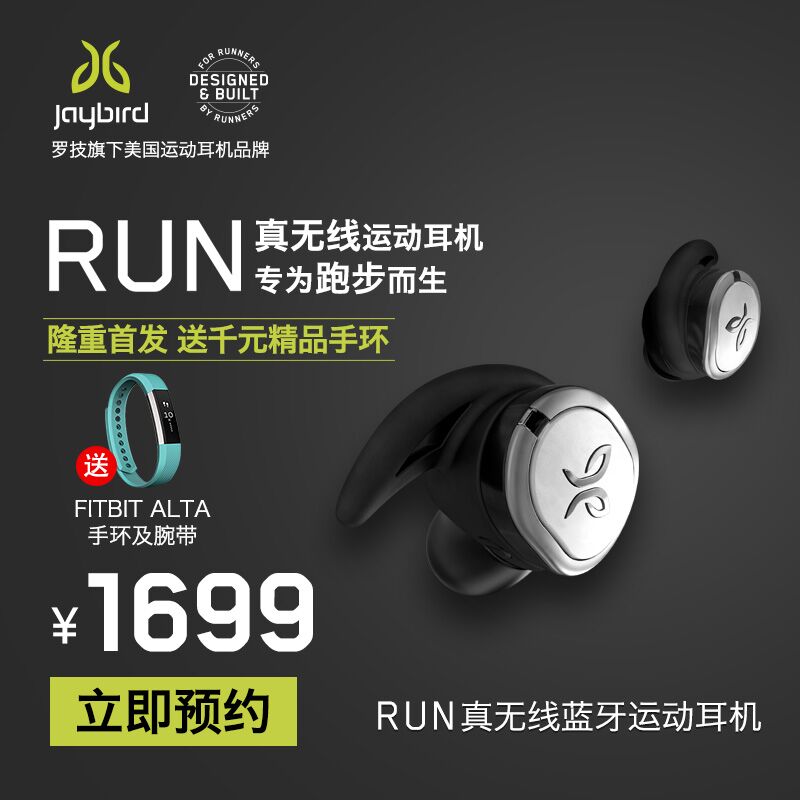 jaybird
FOR RUNNERS
DESIGNED
& BUILT
BY RUNNERS
罗技旗下美国运动耳机品牌
RUN
真无线运动耳机
专为跑步而生
隆重首发 送千元精品手环
送
FITBIT ALTA
手环及腕带
¥1699
立即预约
RUN真无线蓝牙运动耳机